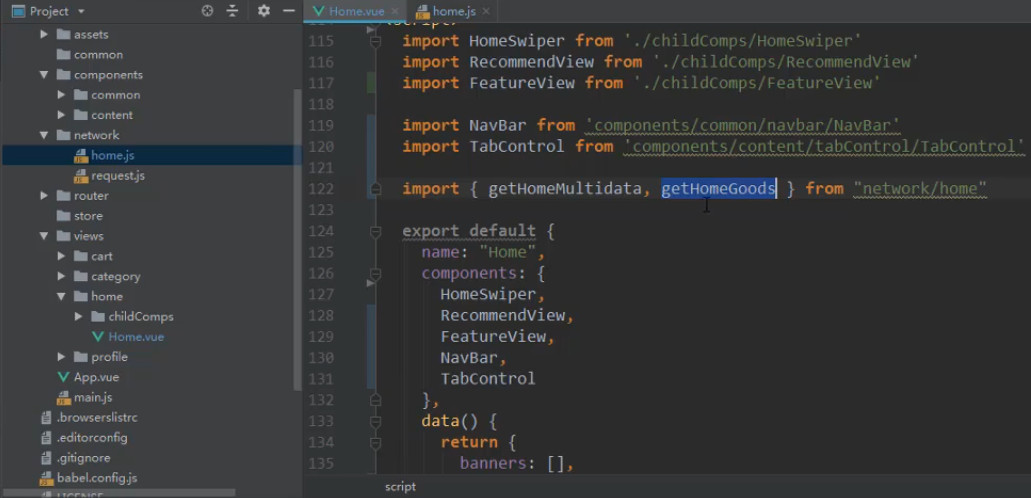 Project
Home.vue
home.js
assets
common
components
common
content
network
home.js
request.js
router
store
views
cart
category
home
childComps
Home.vue
profile
App.vue
main.js
.browserslistrc
.editorconfig
.gitignore
babel.config.js
LICENSE
115 import HomeSwiper from './childComps/HomeSwiper'
116 import RecommendView from './childComps/RecommendView'
117 import FeatureView from './childComps/FeatureView'
118
119 import NavBar from 'components/common/navbar/NavBar'
120 import TabControl from 'components/content/tabControl/TabControl'
121
122 import { getHomeMultidata, getHomeGoods } from "network/home"
123
124 export default {
125 name: "Home",
126 components: {
127 HomeSwiper,
128 RecommendView,
129 FeatureView,
130 NavBar,
131 TabControl
132 },
133 data() {
134 return {
135 banners: [],
script